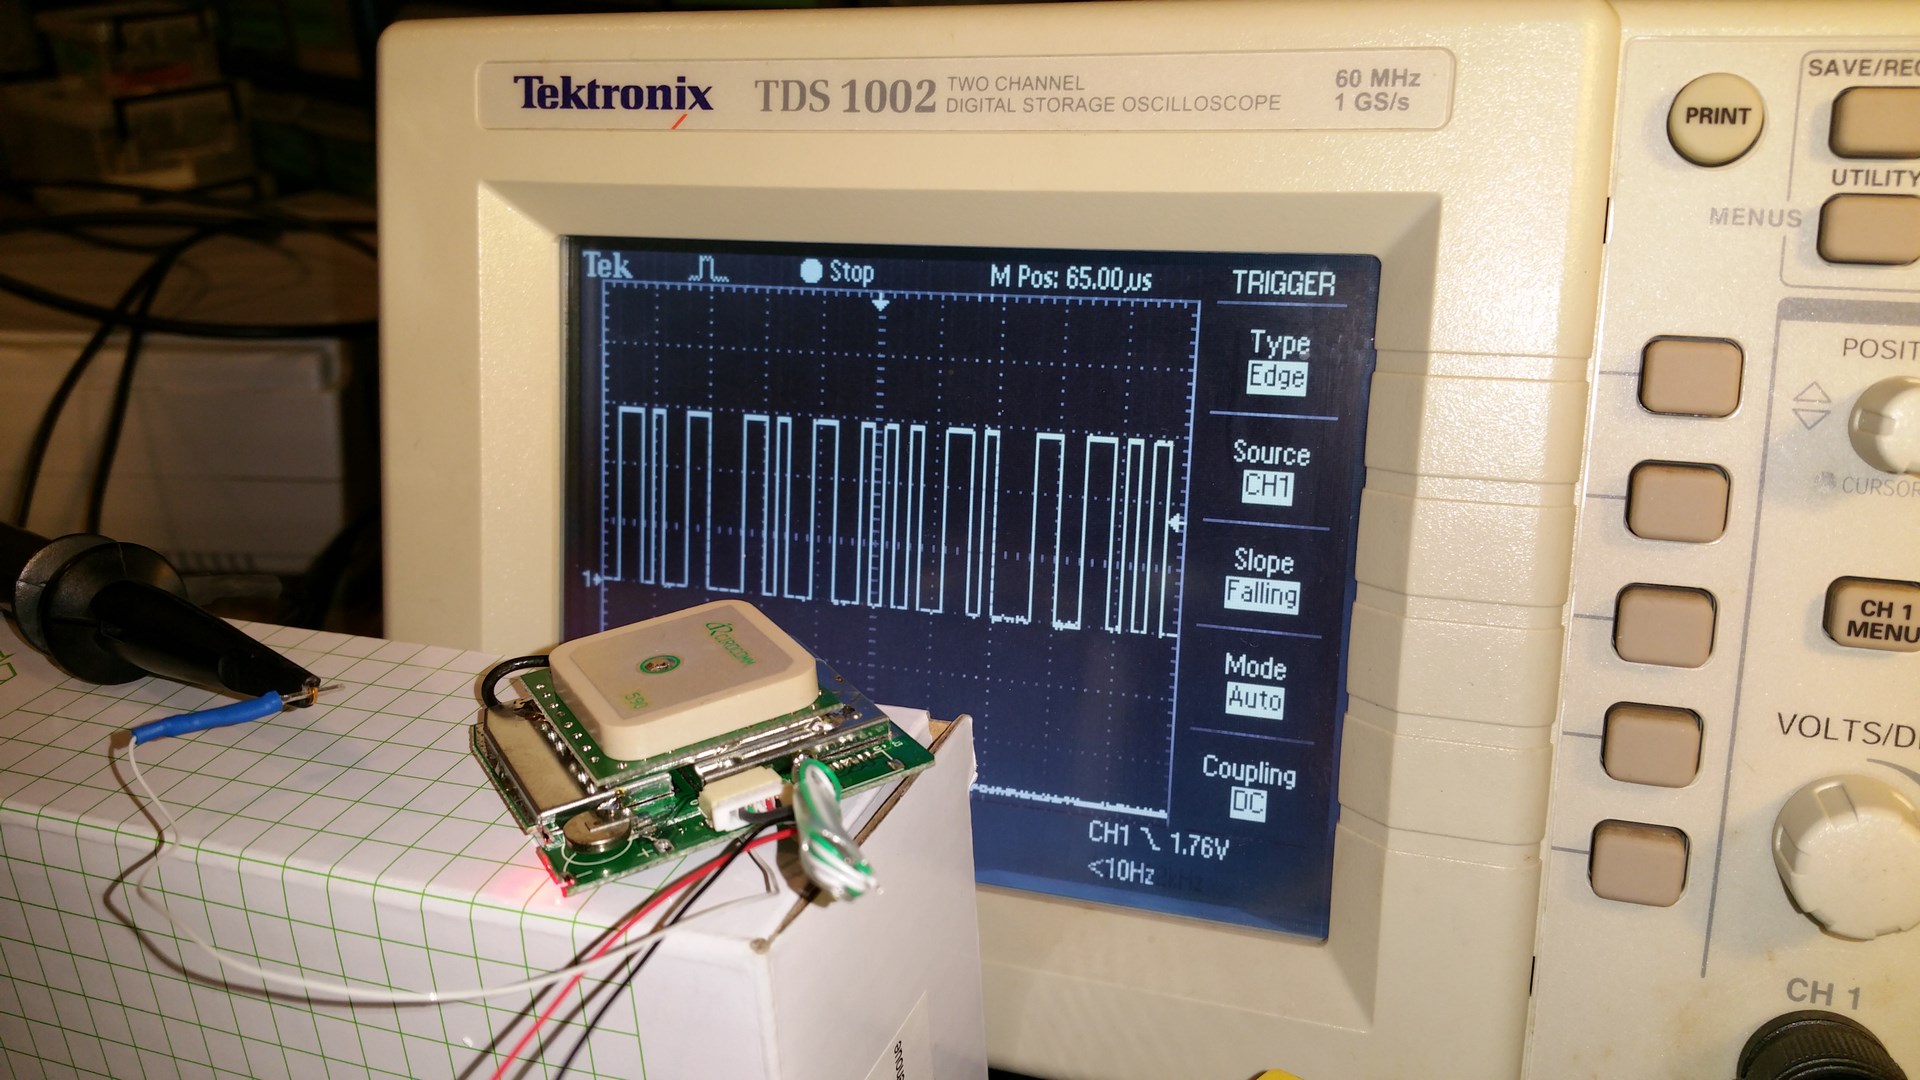 Tektronix TDS 1002 TWO CHANNEL
DIGITAL STORAGE OSCILLOSCOPE
60 MHz
1 GS/s
PRINT
SAVE/REC
UTILITY
MENUS
Tek Stop M Pos: 65.00µs
TRIGGER
Type
Edge
Source
CH1
Slope
Falling
Mode
Auto
Coupling
DC
1
CH1 1.76V
<10Hz
POSIT
CURSOR
CH 1
MENU
VOLTS/DI
CH 1